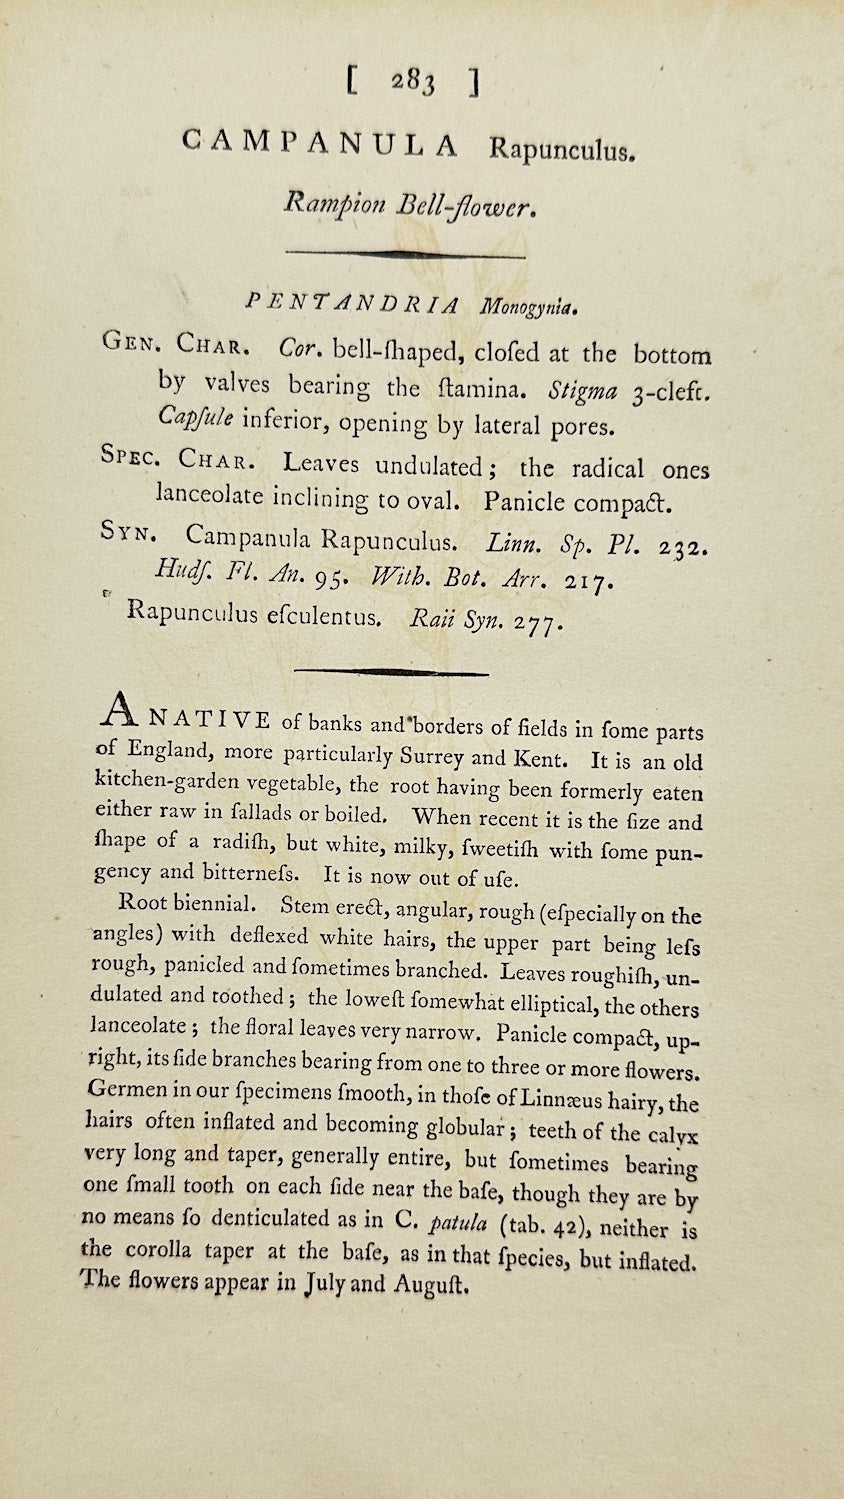 [ 283 ]
CAMPANULA Rapunculus.
Rampion Bell-flower.
PENTANDRIA Monogynia.
GEN. CHAR. Cor. bell-ſhaped, cloſed at the bottom
by valves bearing the ſtamina. Stigma 3-cleft.
Capſule inferior, opening by lateral pores.
SPEC. CHAR. Leaves undulated; the radical ones
lanceolate inclining to oval. Panicle compact.
SYN. Campanula Rapunculus. Linn. Sp. Pl. 232.
Hudſ. Fl. An. 95. With. Bot. Arr. 217.
Rapunculus eſculentus. Raii Syn. 277.
A NATIVE of banks and borders of fields in ſome parts
of England, more particularly Surrey and Kent. It is an old
kitchen-garden vegetable, the root having been formerly eaten
either raw in ſallads or boiled. When recent it is the ſize and
ſhape of a radiſh, but white, milky, ſweetiſh with ſome pun-
gency and bitterneſs. It is now out of uſe.
Root biennial. Stem erect, angular, rough (eſpecially on the
angles) with deflexed white hairs, the upper part being leſs
rough, panicled and ſometimes branched. Leaves roughiſh, un-
dulated and toothed; the loweſt ſomewhat elliptical, the others
lanceolate; the floral leaves very narrow. Panicle compact, up-
right, its ſide branches bearing from one to three or more flowers.
Germen in our ſpecimens ſmooth, in thoſe of Linnæus hairy, the
hairs often inflated and becoming globular; teeth of the calyx
very long and taper, generally entire, but ſometimes bearing
one ſmall tooth on each ſide near the baſe, though they are by
no means ſo denticulated as in C. patula (tab. 42), neither is
the corolla taper at the baſe, as in that ſpecies, but inflated.
The flowers appear in July and Auguſt.